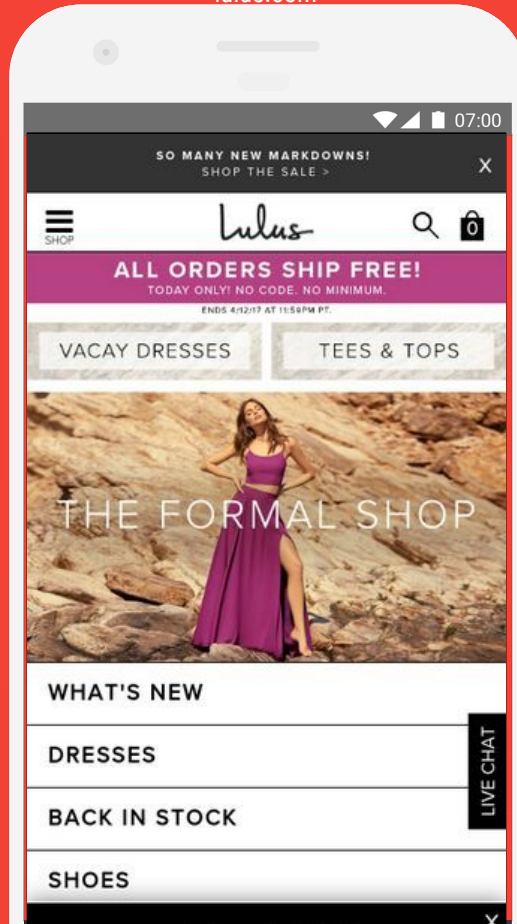 07:00
SO MANY NEW MARKDOWNS!
SHOP THE SALE >
X
SHOP
Lulus
0
ALL ORDERS SHIP FREE!
TODAY ONLY! NO CODE. NO MINIMUM.
ENDS 4/12/17 AT 11:59PM PT.
VACAY DRESSES
TEES & TOPS
THE FORMAL SHOP
WHAT'S NEW
DRESSES
LIVE CHAT
BACK IN STOCK
SHOES
X